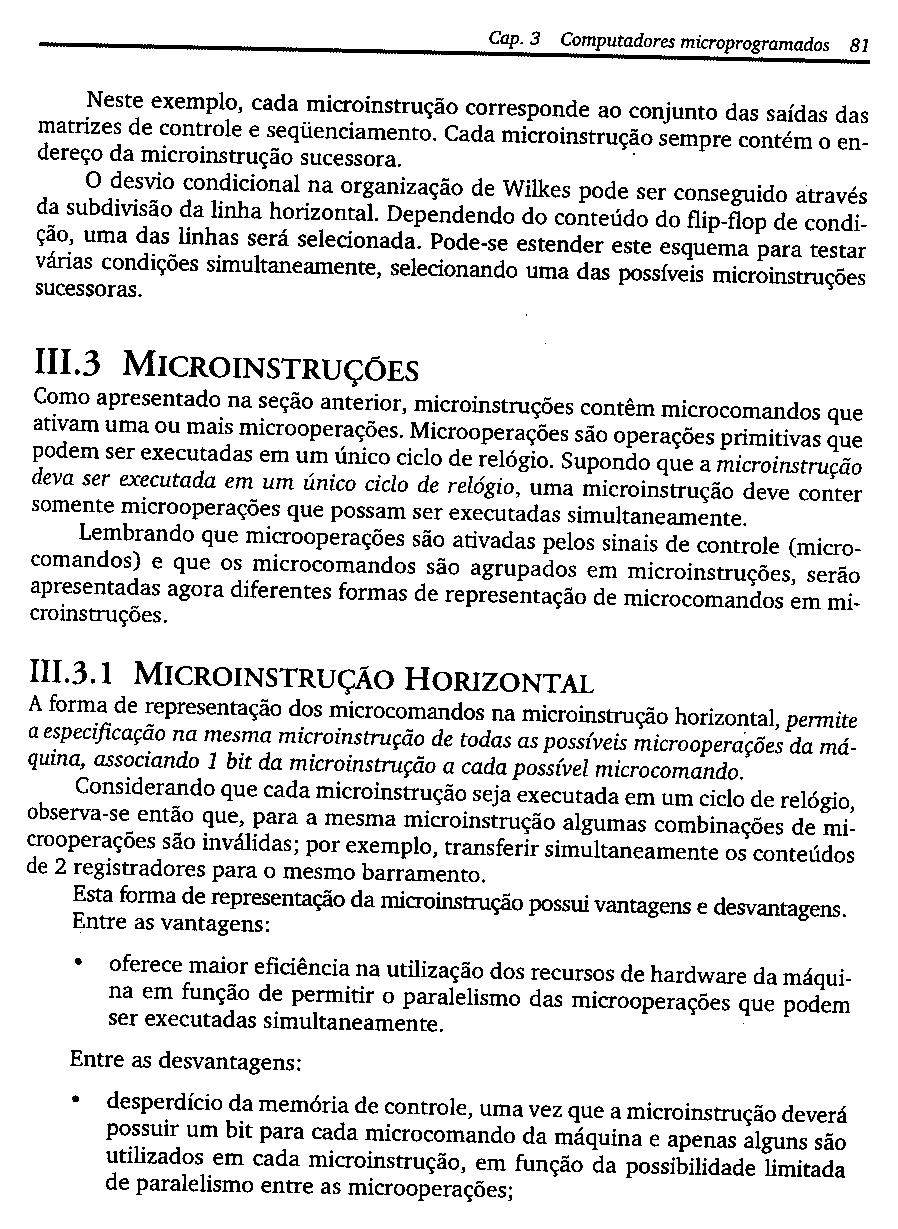 Cap. 3 Computadores microprogramados 81
Neste exemplo, cada microinstrução corresponde ao conjunto das saídas das
matrizes de controle e seqüenciamento. Cada microinstrução sempre contém o en-
dereço da microinstrução sucessora.
O desvio condicional na organização de Wilkes pode ser conseguido através
da subdivisão da linha horizontal. Dependendo do conteúdo do flip-flop de condi-
ção, uma das linhas será selecionada. Pode-se estender este esquema para testar
várias condições simultaneamente, selecionando uma das possíveis microinstruções
sucessoras.
III.3 MICROINSTRUÇÕES
Como apresentado na seção anterior, microinstruções contêm microcomandos que
ativam uma ou mais microoperações. Microoperações são operações primitivas que
podem ser executadas em um único ciclo de relógio. Supondo que a microinstrução
deva ser executada em um único ciclo de relógio, uma microinstrução deve conter
somente microoperações que possam ser executadas simultaneamente.
Lembrando que microoperações são ativadas pelos sinais de controle (micro-
comandos) e que os microcomandos são agrupados em microinstruções, serão
apresentadas agora diferentes formas de representação de microcomandos em mi-
croinstruções.
III.3.1 MICROINSTRUÇÃO HORIZONTAL
A forma de representação dos microcomandos na microinstrução horizontal, permite
a especificação na mesma microinstrução de todas as possíveis microoperações da má-
quina, associando 1 bit da microinstrução a cada possível microcomando.
Considerando que cada microinstrução seja executada em um ciclo de relógio,
observa-se então que, para a mesma microinstrução algumas combinações de mi-
crooperações são inválidas; por exemplo, transferir simultaneamente os conteúdos
de 2 registradores para o mesmo barramento.
Esta forma de representação da microinstrução possui vantagens e desvantagens.
Entre as vantagens:
• oferece maior eficiência na utilização dos recursos de hardware da máqui-
na em função de permitir o paralelismo das microoperações que podem
ser executadas simultaneamente.
Entre as desvantagens:
• desperdício da memória de controle, uma vez que a microinstrução deverá
possuir um bit para cada microcomando da máquina e apenas alguns são
utilizados em cada microinstrução, em função da possibilidade limitada
de paralelismo entre as microoperações;